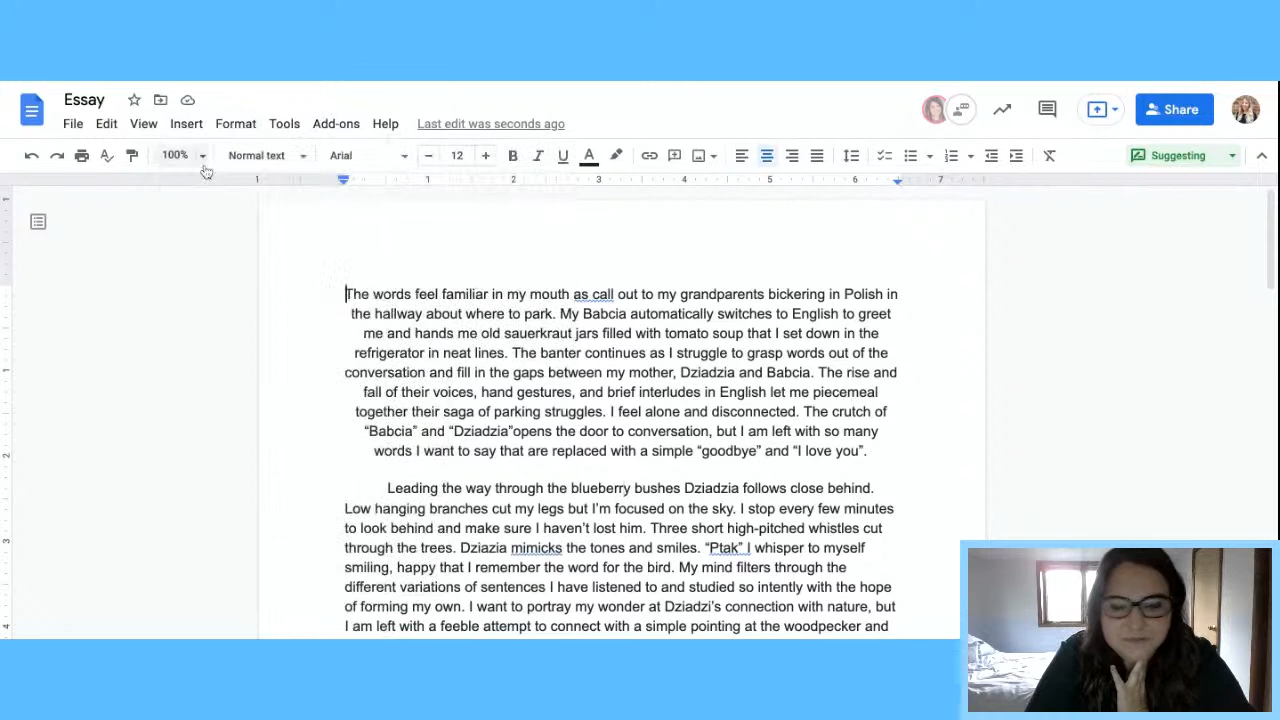 Essay
Share
File Edit View Insert Format Tools Add-ons Help Last edit was seconds ago
100% Normal text Arial 12 Suggesting
1 1 2 3 4 5 6 7
The words feel familiar in my mouth as call out to my grandparents bickering in Polish in
the hallway about where to park. My Babcia automatically switches to English to greet
me and hands me old sauerkraut jars filled with tomato soup that I set down in the
refrigerator in neat lines. The banter continues as I struggle to grasp words out of the
conversation and fill in the gaps between my mother, Dziadzia and Babcia. The rise and
fall of their voices, hand gestures, and brief interludes in English let me piecemeal
together their saga of parking struggles. I feel alone and disconnected. The crutch of
“Babcia” and “Dziadzia”opens the door to conversation, but I am left with so many
words I want to say that are replaced with a simple “goodbye” and “I love you”.
Leading the way through the blueberry bushes Dziadzia follows close behind.
Low hanging branches cut my legs but I’m focused on the sky. I stop every few minutes
to look behind and make sure I haven’t lost him. Three short high-pitched whistles cut
through the trees. Dziazia mimicks the tones and smiles. “Ptak” I whisper to myself
smiling, happy that I remember the word for the bird. My mind filters through the
different variations of sentences I have listened to and studied so intently with the hope
of forming my own. I want to portray my wonder at Dziadzi’s connection with nature, but
I am left with a feeble attempt to connect with a simple pointing at the woodpecker and